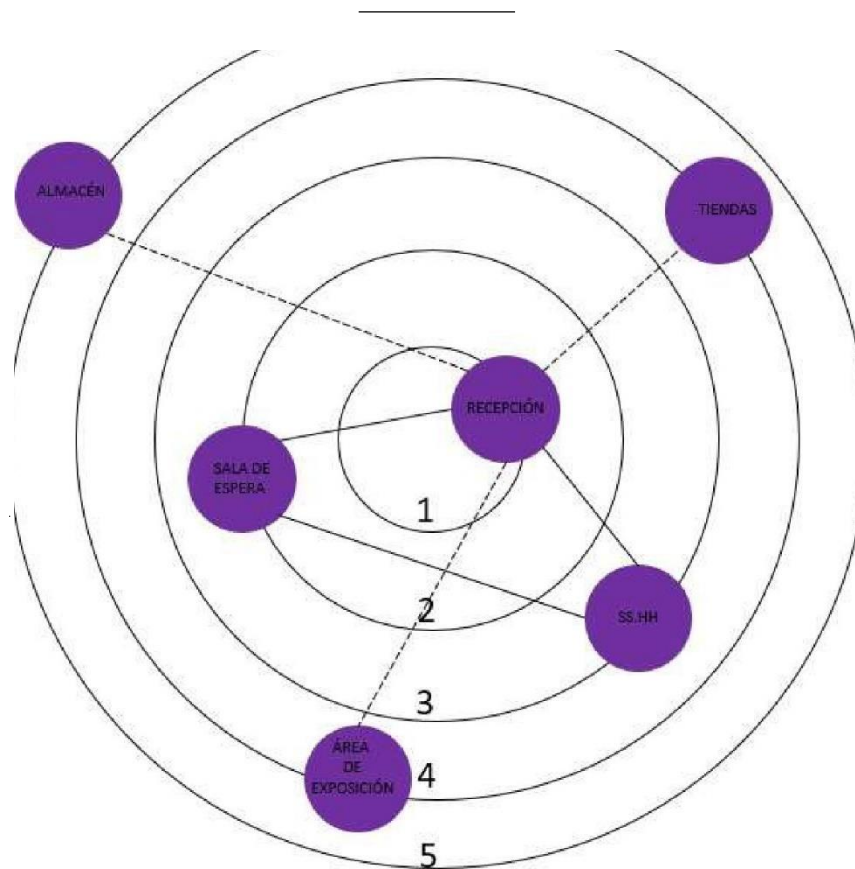 ALMACÉN
TIENDAS
RECEPCIÓN
SALA DE
ESPERA
1
2
SS.HH
3
ÁREA
DE
EXPOSICIÓN
4
5